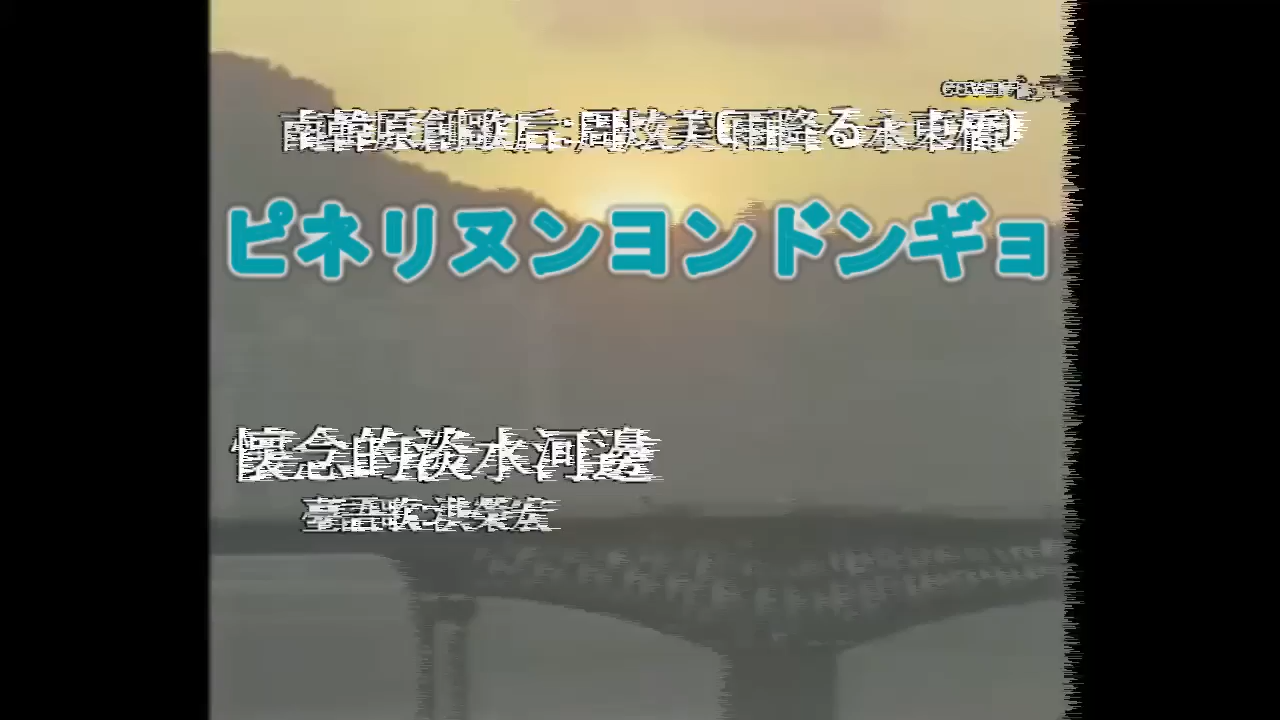 cover
南韓原創歌后:周炫美(雨降る永東橋)
ピネリヌンヨンドンギョ
懷念的淡水河邊
臺語歌:洪榮宏